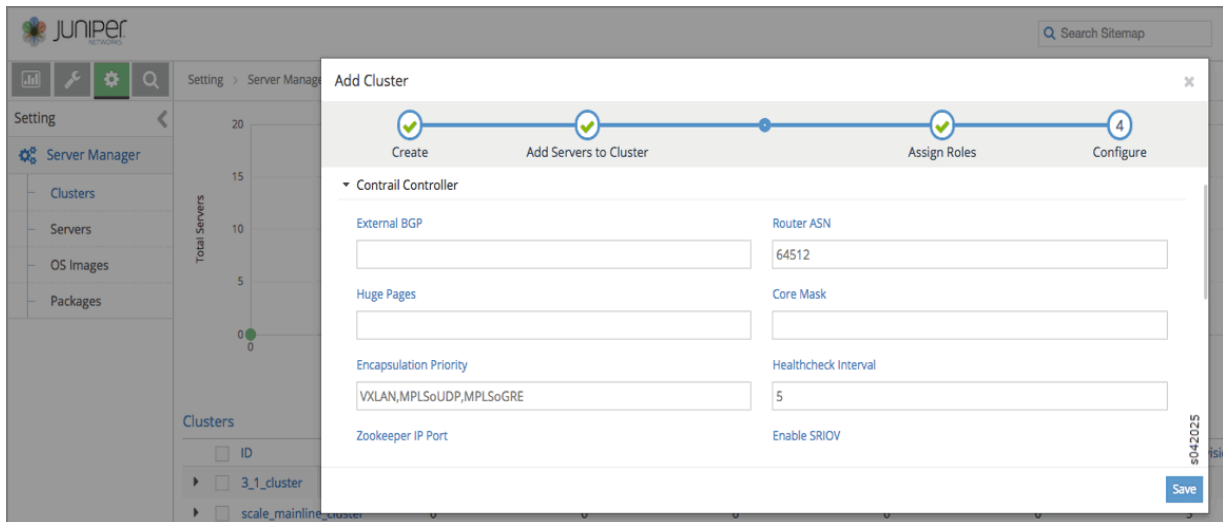 JUNIPER
NETWORKS
Search Sitemap
Setting > Server Manage
Add Cluster
×
Setting
Server Manager
Clusters
Servers
OS Images
Packages
Total Servers
20
15
10
5
0
0
Create
Add Servers to Cluster
Assign Roles
4
Configure
Contrail Controller
External BGP
Router ASN
64512
Huge Pages
Core Mask
Encapsulation Priority
Healthcheck Interval
VXLAN,MPLSoUDP,MPLSoGRE
5
Zookeeper IP Port
Enable SRIOV
s042025
Save
Clusters
ID
3_1_cluster
scale_mainline_cluster